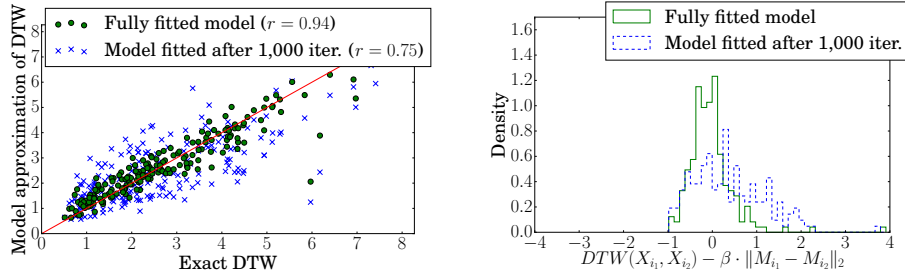 Fully fitted model (r = 0.94)
Model fitted after 1,000 iter. (r = 0.75)
Model approximation of DTW
8
7
6
5
4
3
2
1
0
0 1 2 3 4 5 6 7 8
Exact DTW
Fully fitted model
Model fitted after 1,000 iter.
Density
1.6
1.4
1.2
1.0
0.8
0.6
0.4
0.2
0.0
−4 −3 −2 −1 0 1 2 3 4
DTW(X_{i_1}, X_{i_2}) − β · ‖M_{i_1} − M_{i_2}‖_2